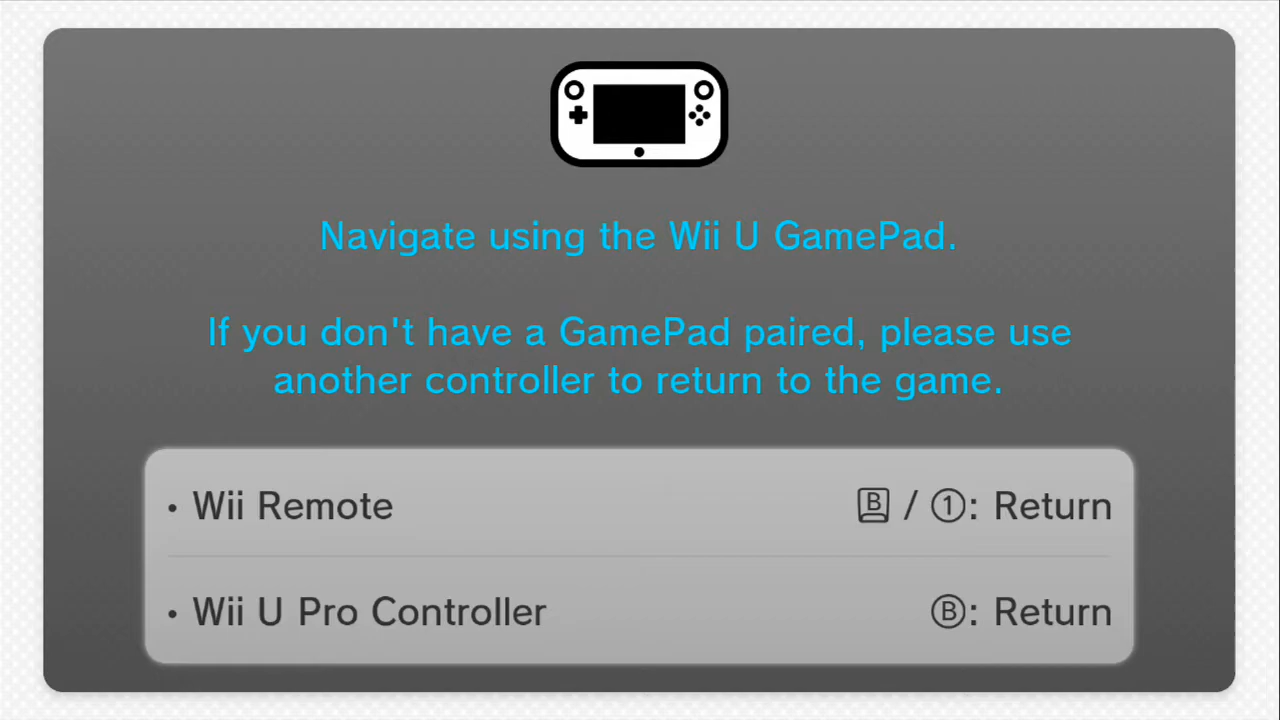 Navigate using the Wii U GamePad.
If you don't have a GamePad paired, please use
another controller to return to the game.
• Wii Remote B / ①: Return
• Wii U Pro Controller Ⓑ: Return